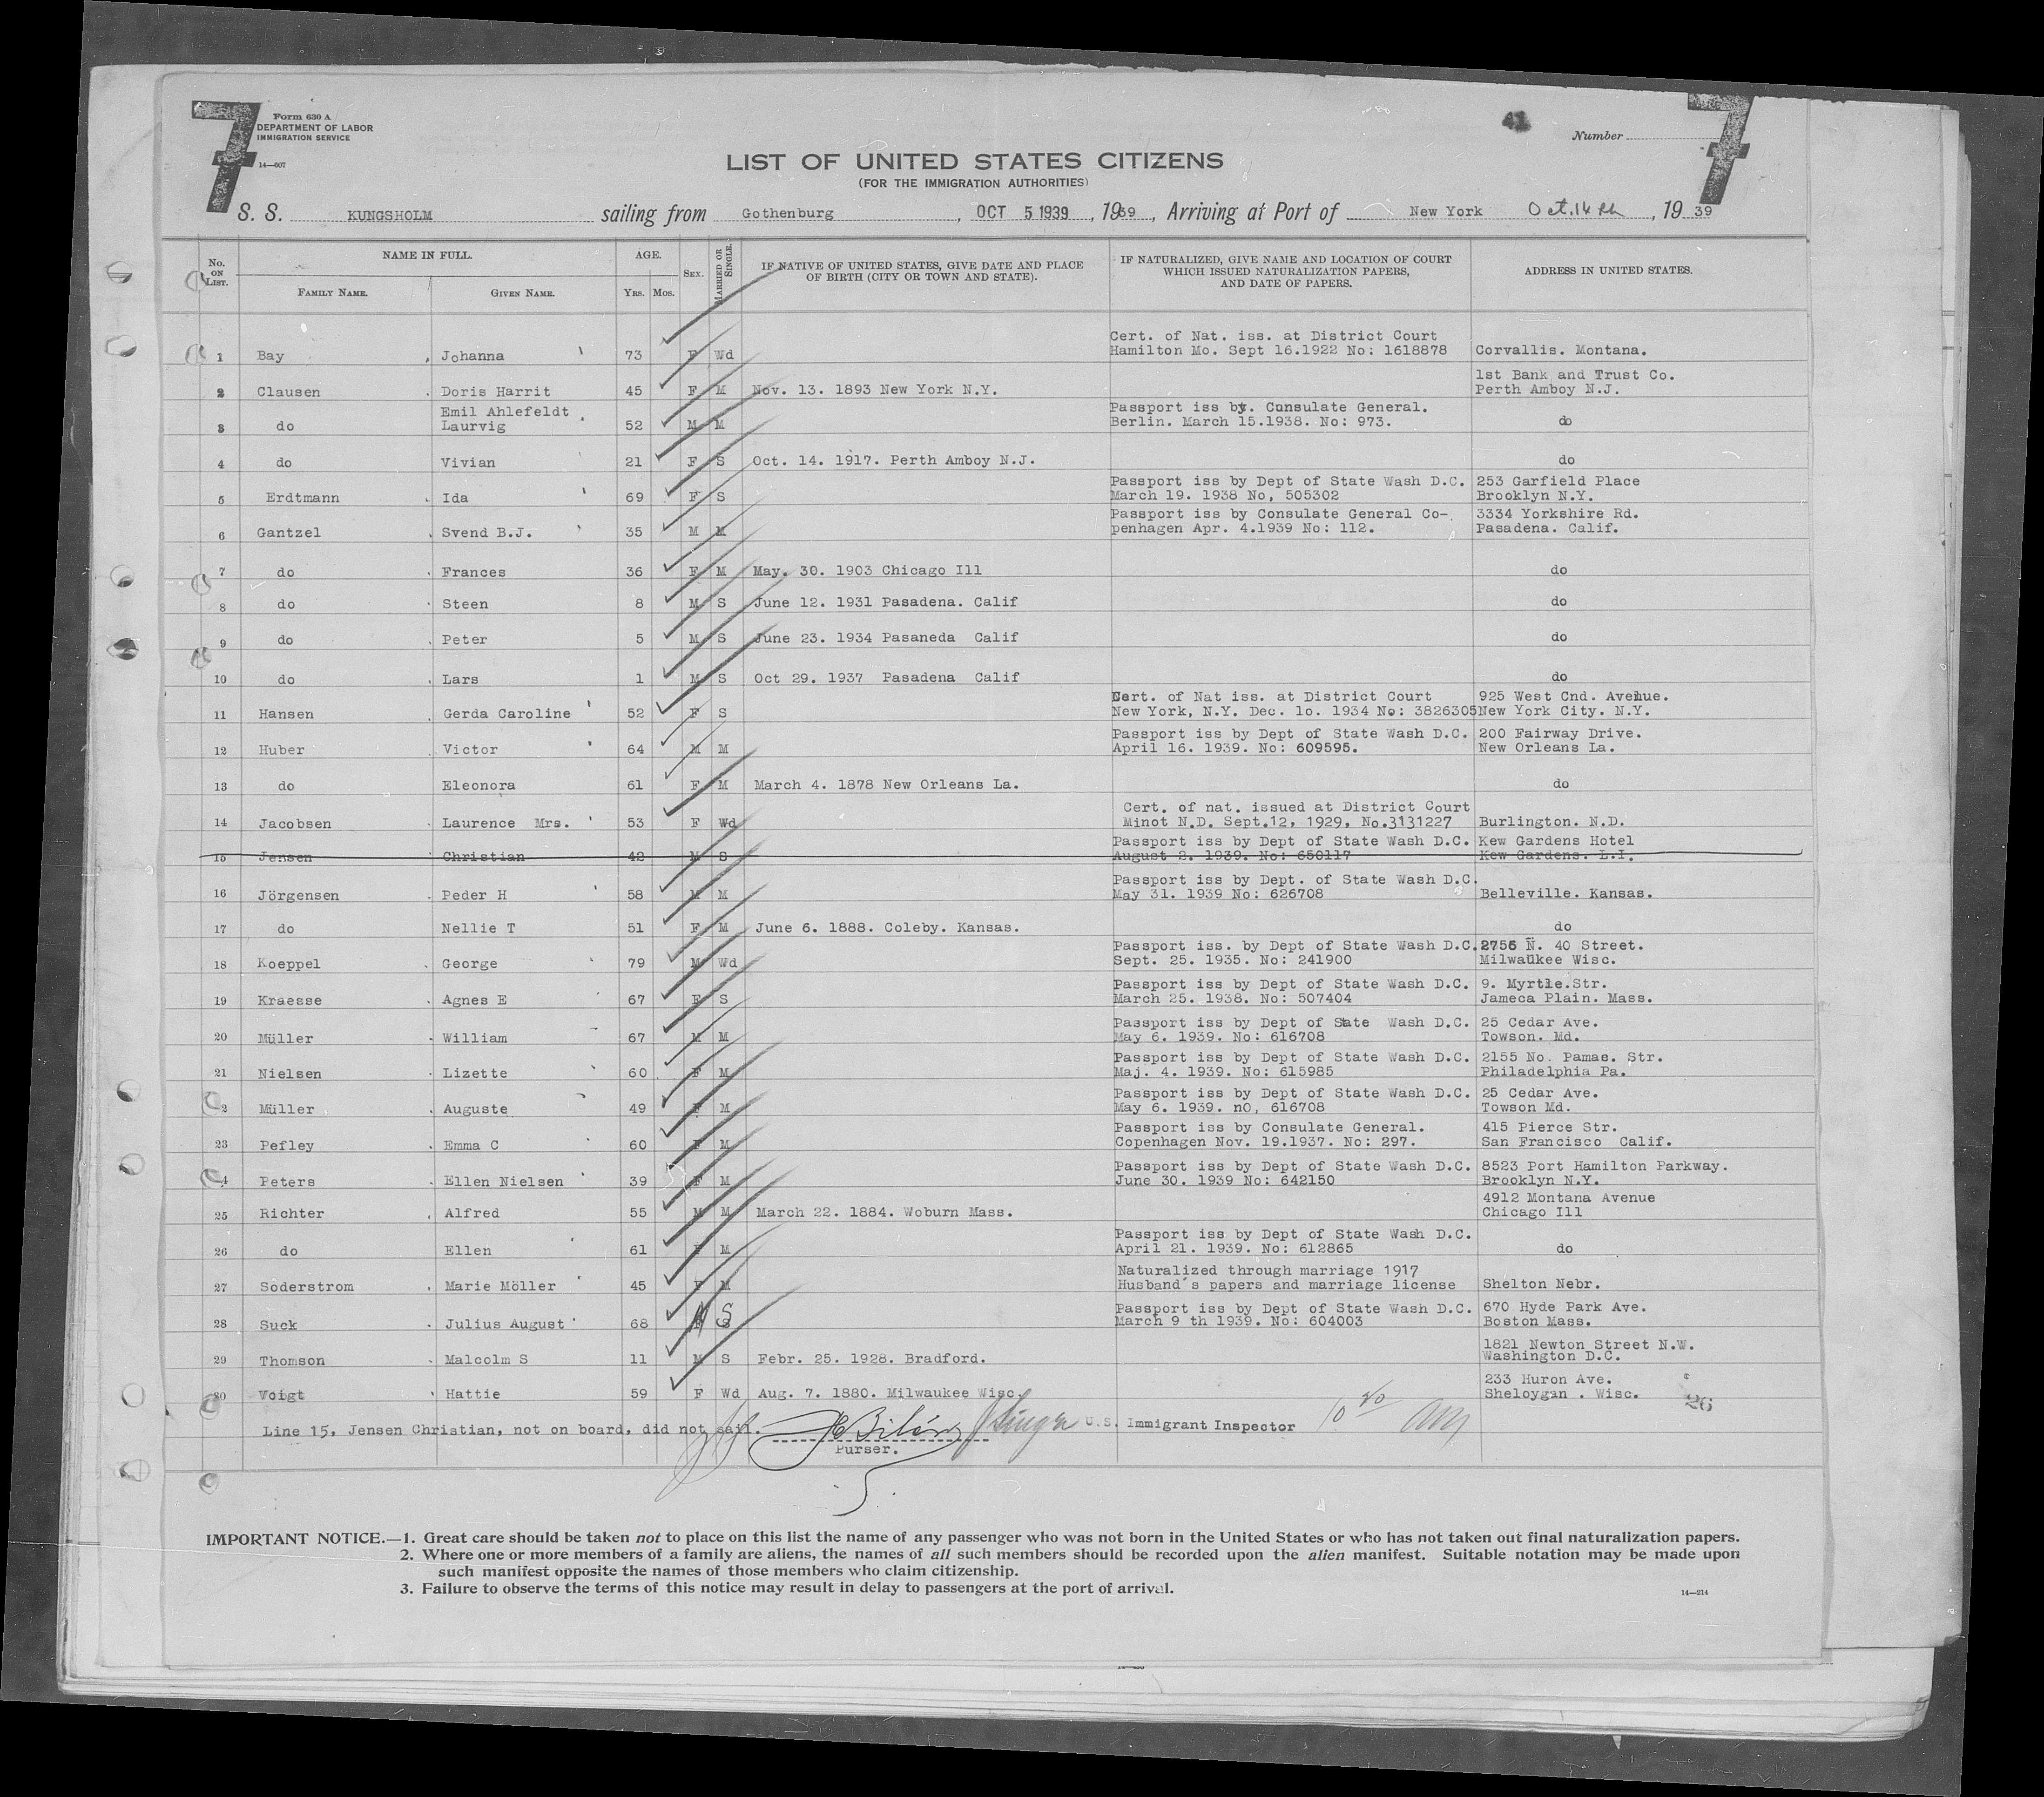 7
Form 630 A
DEPARTMENT OF LABOR
IMMIGRATION SERVICE
14—607
41
Number
7
LIST OF UNITED STATES CITIZENS
(FOR THE IMMIGRATION AUTHORITIES)
S. S. KUNGSHOLM sailing from Gothenburg, OCT 5 1939, 1939, Arriving at Port of New York Oct. 14 th, 19 39
No. ON LIST. NAME IN FULL. FAMILY NAME. GIVEN NAME. AGE. YRS. MOS. SEX. MARRIED OR SINGLE. IF NATIVE OF UNITED STATES, GIVE DATE AND PLACE OF BIRTH (CITY OR TOWN AND STATE). IF NATURALIZED, GIVE NAME AND LOCATION OF COURT WHICH ISSUED NATURALIZATION PAPERS, AND DATE OF PAPERS. ADDRESS IN UNITED STATES.
1 Bay, Johanna 73 F Wd Cert. of Nat. iss. at District Court Hamilton Mo. Sept 16.1922 No: 1618878 Corvallis. Montana.
2 Clausen Doris Harrit 45 F M Nov. 13. 1893 New York N.Y. 1st Bank and Trust Co. Perth Amboy N.J.
3 do Emil Ahlefeldt Laurvig 52 M M Passport iss by. Consulate General. Berlin. March 15.1938. No: 973. do
4 do Vivian 21 F S Oct. 14. 1917. Perth Amboy N.J. do
5 Erdtmann Ida 69 F S Passport iss by Dept of State Wash D.C. March 19. 1938 No, 505302 253 Garfield Place Brooklyn N.Y.
6 Gantzel Svend B.J. 35 M M Passport iss by Consulate General Co-penhagen Apr. 4.1939 No: 112. 3334 Yorkshire Rd. Pasadena. Calif.
7 do Frances 36 F M May. 30. 1903 Chicago Ill do
8 do Steen 8 M S June 12. 1931 Pasadena. Calif do
9 do Peter 5 M S June 23. 1934 Pasaneda Calif do
10 do Lars 1 M S Oct 29. 1937 Pasadena Calif do
11 Hansen Gerda Caroline 52 F S Cert. of Nat iss. at District Court New York, N.Y. Dec. 1o. 1934 No: 3826305 925 West Cnd. Avenue. New York City. N.Y.
12 Huber Victor 64 M M Passport iss by Dept of State Wash D.C. April 16. 1939. No: 609595. 200 Fairway Drive. New Orleans La.
13 do Eleonora 61 F M March 4. 1878 New Orleans La. do
14 Jacobsen Laurence Mrs. 53 F Wd Cert. of nat. issued at District Court Minot N.D. Sept.12, 1929, No.3131227 Burlington. N.D.
15 Jensen Christian 42 M S Passport iss by Dept of State Wash D.C. August 2. 1939. No: 650117 Kew Gardens Hotel Kew Gardens. L.I.
16 Jörgensen Peder H 58 M M Passport iss by Dept. of State Wash D.C. May 31. 1939 No: 626708 Belleville. Kansas.
17 do Nellie T 51 F M June 6. 1888. Coleby. Kansas. do
18 Koeppel George 79 M Wd Passport iss. by Dept of State Wash D.C. Sept. 25. 1935. No: 241900 2756 N. 40 Street. Milwaukee Wisc.
19 Kraesse Agnes E 67 F S Passport iss by Dept of State Wash D.C. March 25. 1938. No: 507404 9. Myrtle.Str. Jameca Plain. Mass.
20 Müller William 67 M M Passport iss by Dept of State Wash D.C. May 6. 1939. No: 616708 25 Cedar Ave. Towson. Md.
21 Nielsen Lizette 60 F M Passport iss by Dept of State Wash D.C. Maj. 4. 1939. No: 615985 2155 No. Pamas. Str. Philadelphia Pa.
2 Müller Auguste 49 F M Passport iss by Dept of State Wash D.C. May 6. 1939. nO, 616708 25 Cedar Ave. Towson Md.
23 Pefley Emma C 60 F M Passport iss by Consulate General. Copenhagen Nov. 19.1937. No: 297. 415 Pierce Str. San Francisco Calif.
4 Peters Ellen Nielsen 39 F M Passport iss by Dept of State Wash D.C. June 30. 1939 No: 642150 8523 Port Hamilton Parkway. Brooklyn N.Y.
25 Richter Alfred 55 M M March 22. 1884. Woburn Mass. 4912 Montana Avenue Chicago Ill
26 do Ellen 61 F M Passport iss by Dept of State Wash D.C. April 21. 1939. No: 612865 do
27 Söderstrom Marie Möller 45 F M Naturalized through marriage 1917 Husband's papers and marriage license Shelton Nebr.
28 Suck Julius August 68 M S Passport iss by Dept of State Wash D.C. March 9 th 1939. No: 604003 670 Hyde Park Ave. Boston Mass.
29 Thomson Malcolm S 11 M S Febr. 25. 1928. Bradford. 1821 Newton Street N.W. Washington D.C.
30 Voigt Hattie 59 F Wd Aug. 7. 1880. Milwaukee Wisc. 233 Huron Ave. Sheloygan . Wisc.
26
Line 15, Jensen Christian, not on board, did not sail. U.S. Immigrant Inspector
Purser.
IMPORTANT NOTICE.—1. Great care should be taken not to place on this list the name of any passenger who was not born in the United States or who has not taken out final naturalization papers.
2. Where one or more members of a family are aliens, the names of all such members should be recorded upon the alien manifest. Suitable notation may be made upon
such manifest opposite the names of those members who claim citizenship.
3. Failure to observe the terms of this notice may result in delay to passengers at the port of arrival.
14—214